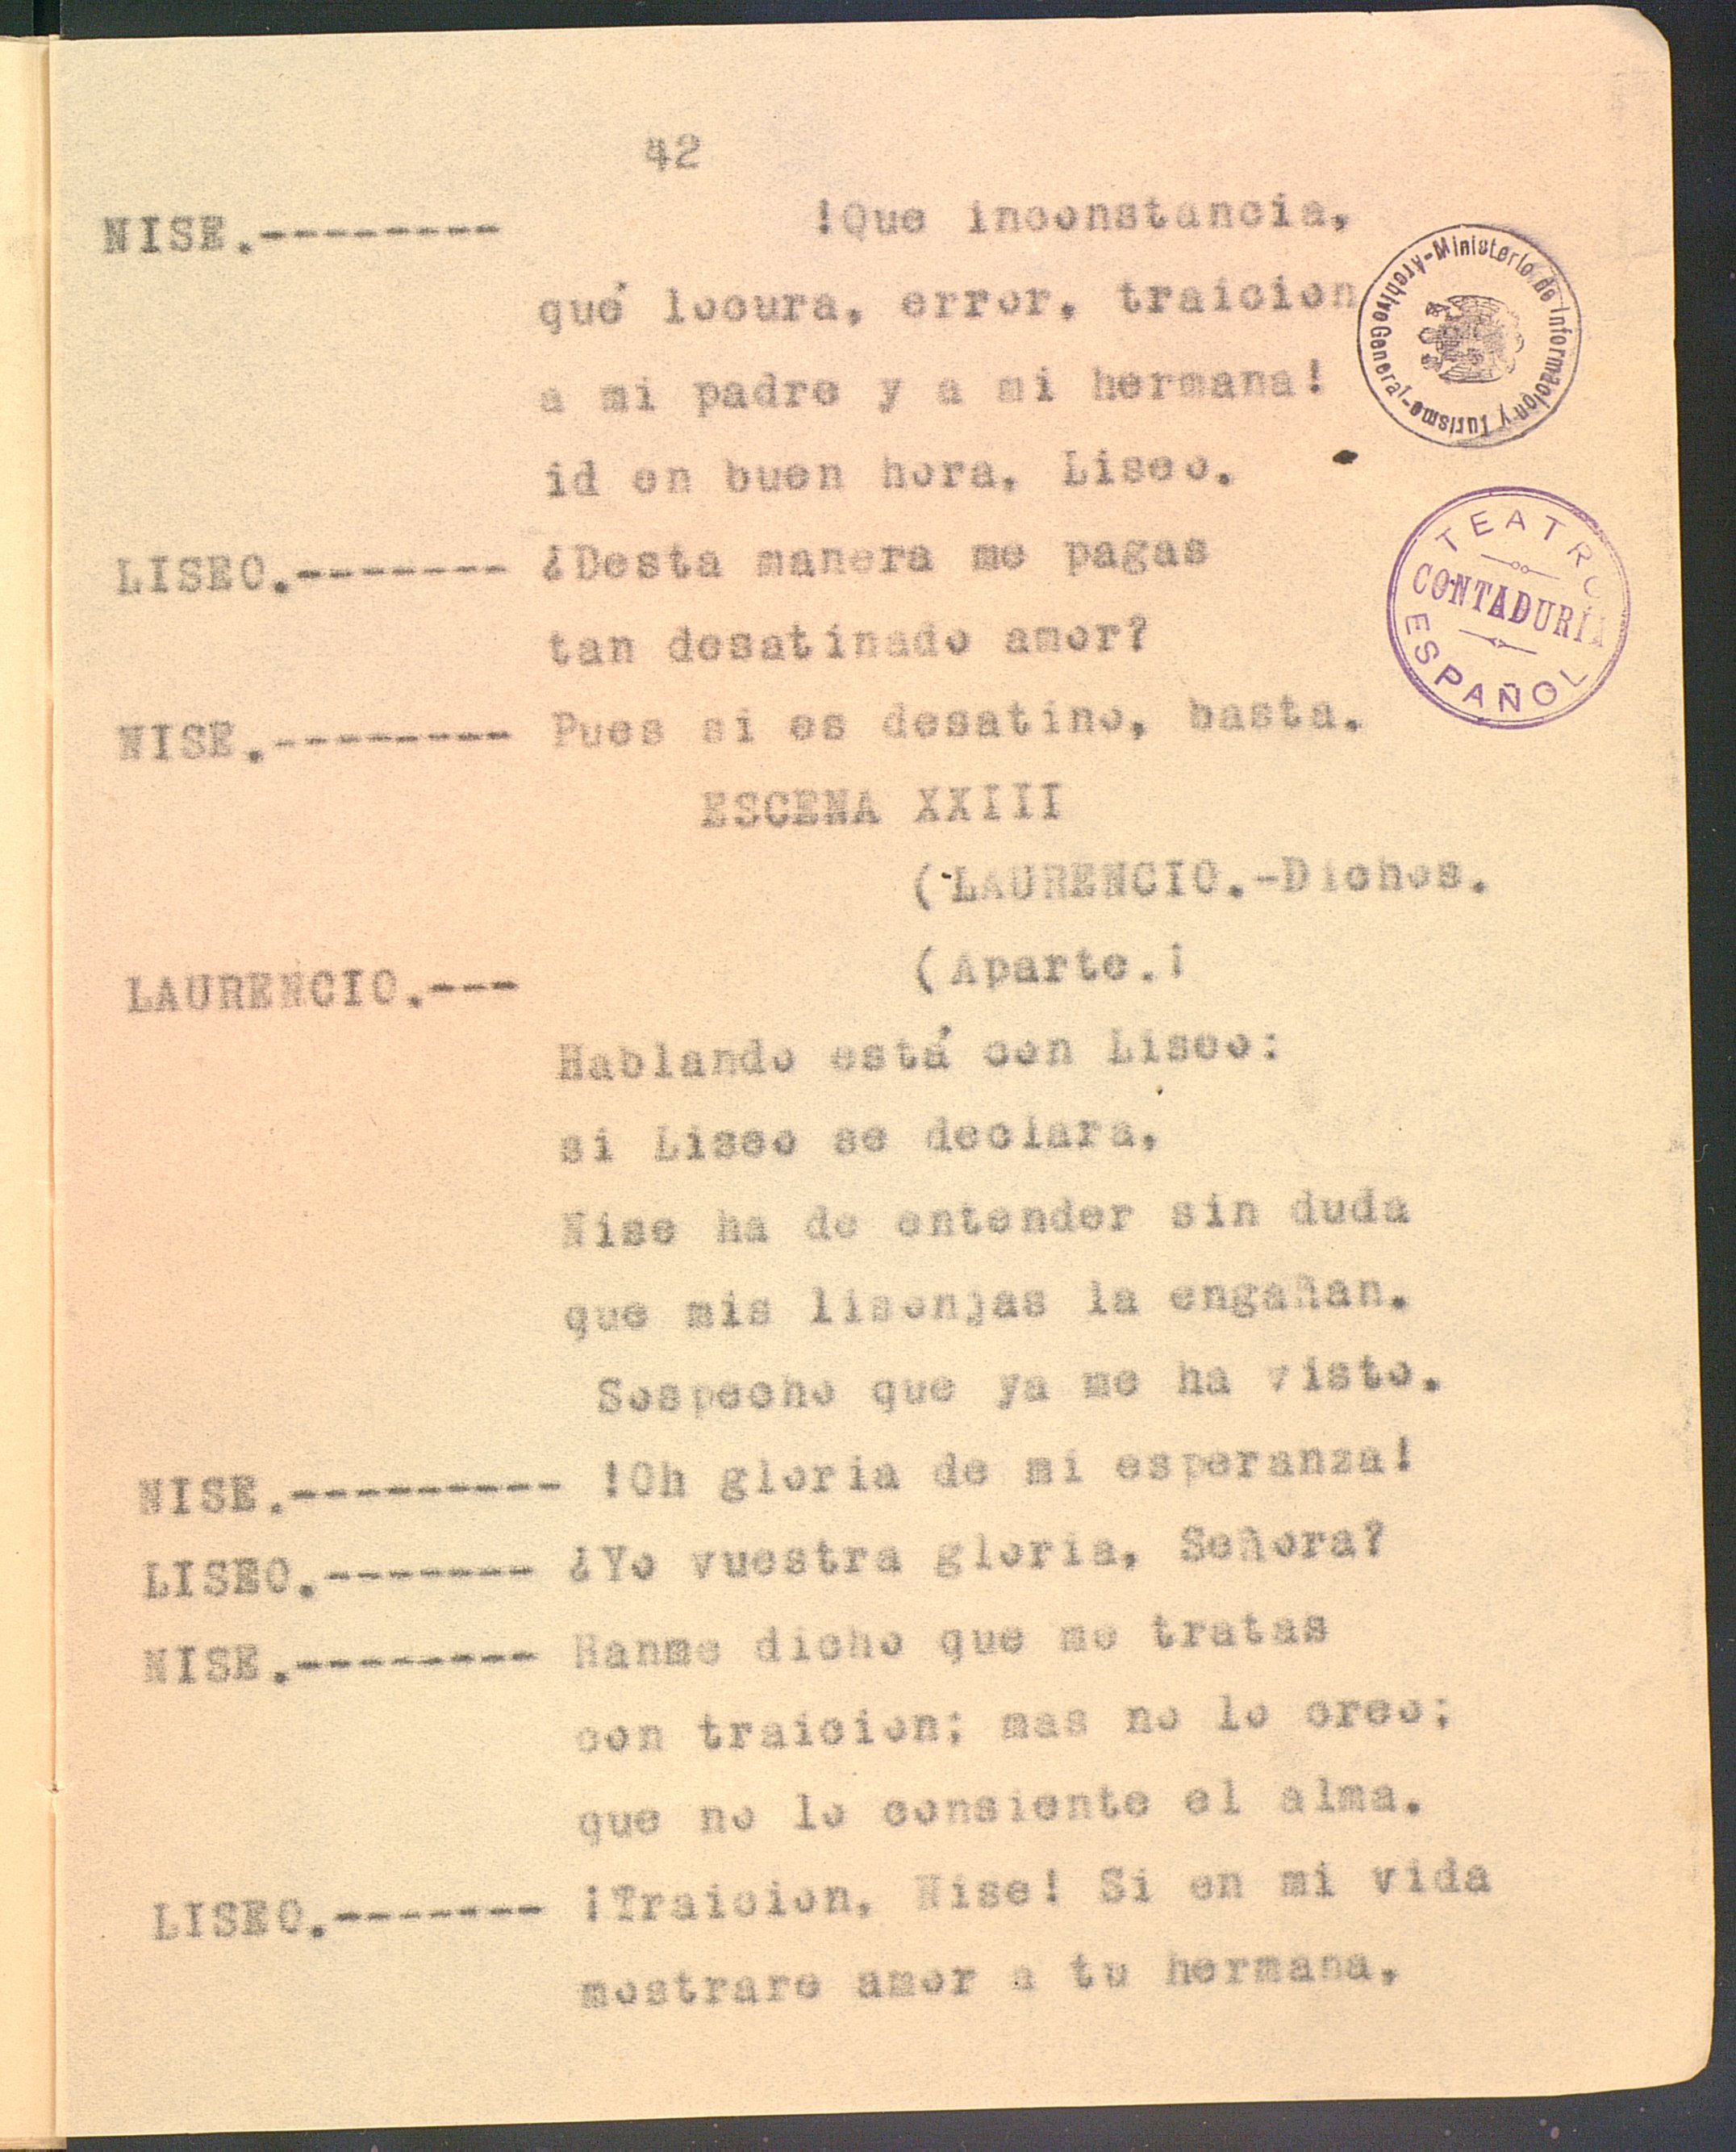 42
NISE.-------- !Que inconstancia,
qué locura, error, traicion
a mi padre y a mi hermana!
id en buen hora, Liseo.
LISEO.------- ¿Desta manera me pagas
tan desatinado amor?
NISE.-------- Pues si es desatino, basta.
ESCENA XXIII
(LAURENCIO.-Dichos.
LAURENCIO.--- (Aparte.¡
Hablando está con Liseo:
si Liseo se declara,
Nise ha de entender sin duda
que mis lisonjas la engañan.
Sospecho que ya me ha visto.
NISE.--------- !Oh gloria de mi esperanza!
LISEO.------- ¿Yo vuestra gloria, Señora?
NISE.-------- Hanme dicho que me tratas
con traicion; mas no lo creo;
que no lo consiente el alma.
LISEO.------- !Traicion, Nise! Si en mi vida
mostrare amor a tu hermana,
Ministerio de Informacion y Turismo-Archivo General-
TEATRO
CONTADURÍA
ESPAÑOL